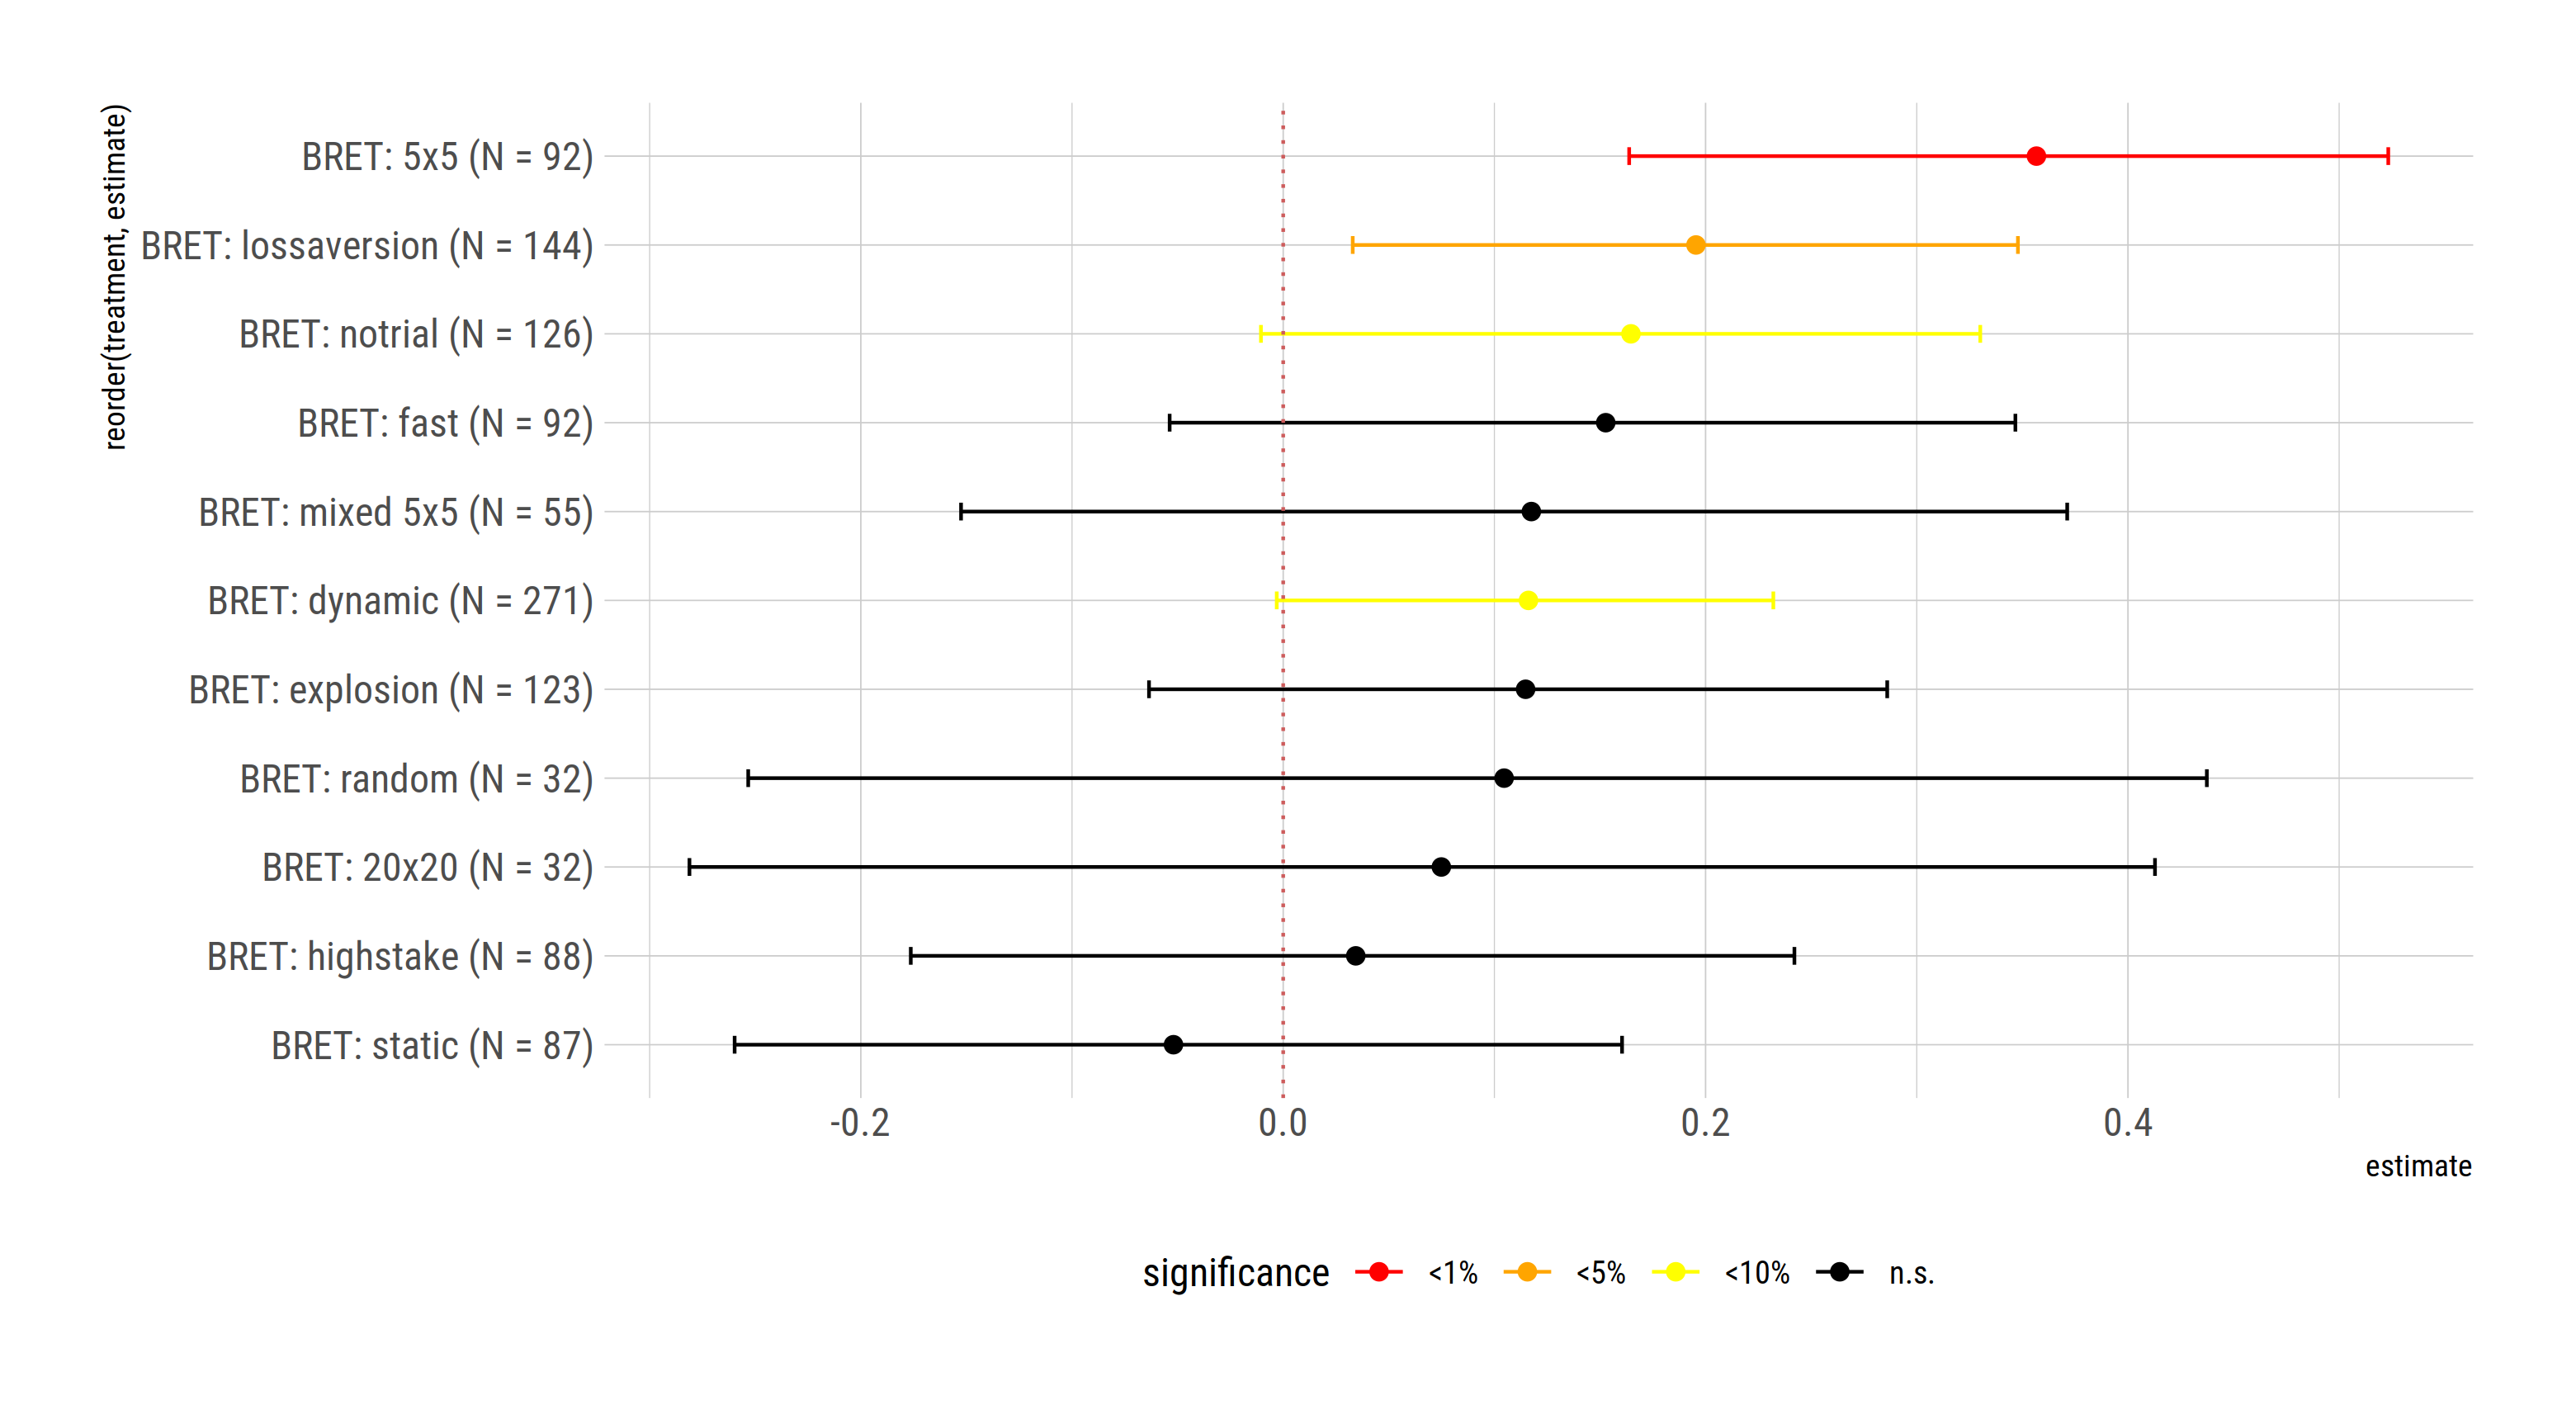 reorder(treatment, estimate)
BRET: 5x5 (N = 92)
BRET: lossaversion (N = 144)
BRET: notrial (N = 126)
BRET: fast (N = 92)
BRET: mixed 5x5 (N = 55)
BRET: dynamic (N = 271)
BRET: explosion (N = 123)
BRET: random (N = 32)
BRET: 20x20 (N = 32)
BRET: highstake (N = 88)
BRET: static (N = 87)
-0.2 0.0 0.2 0.4
estimate
significance <1% <5% <10% n.s.